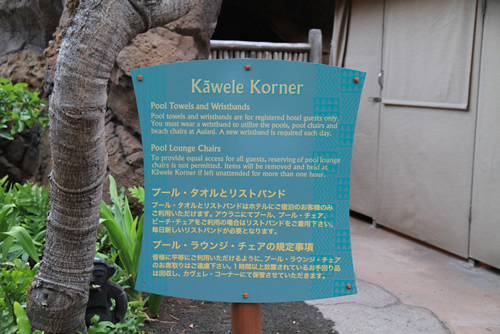 Kāwele Korner
Pool Towels and Wristbands
Pool towels and wristbands are for registered hotel guests only.
You must wear a wristband to utilize the pools, pool chairs and
beach chairs at Aulani. A new wristband is required each day.
Pool Lounge Chairs
To provide equal access for all guests, reserving of pool lounge
chairs is not permitted. Items will be removed and held at
Kāwele Korner if left unattended for more than one hour.
プール・タオルとリストバンド
プール・タオルとリストバンドはホテルにご宿泊のお客様のみ
ご利用いただけます。アウラニにてプール、プール・チェア、
ビーチ・チェアをご利用の場合はリストバンドをご着用下さい。
毎日新しいリストバンドが必要となります。
プール・ラウンジ・チェアの規定事項
皆様に平等にご利用いただけるように、プール・ラウンジ・チェア
のお席取りはご遠慮下さい。1時間以上放置されているお手回り品
は回収し、カヴェレ・コーナーにて保管させていただきます。